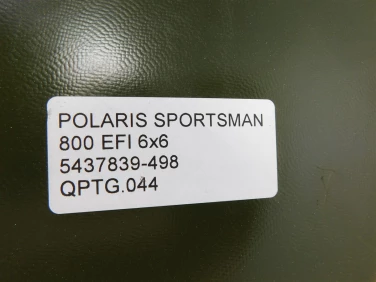 POLARIS SPORTSMAN
800 EFI 6x6
5437839-498
QPTG.044